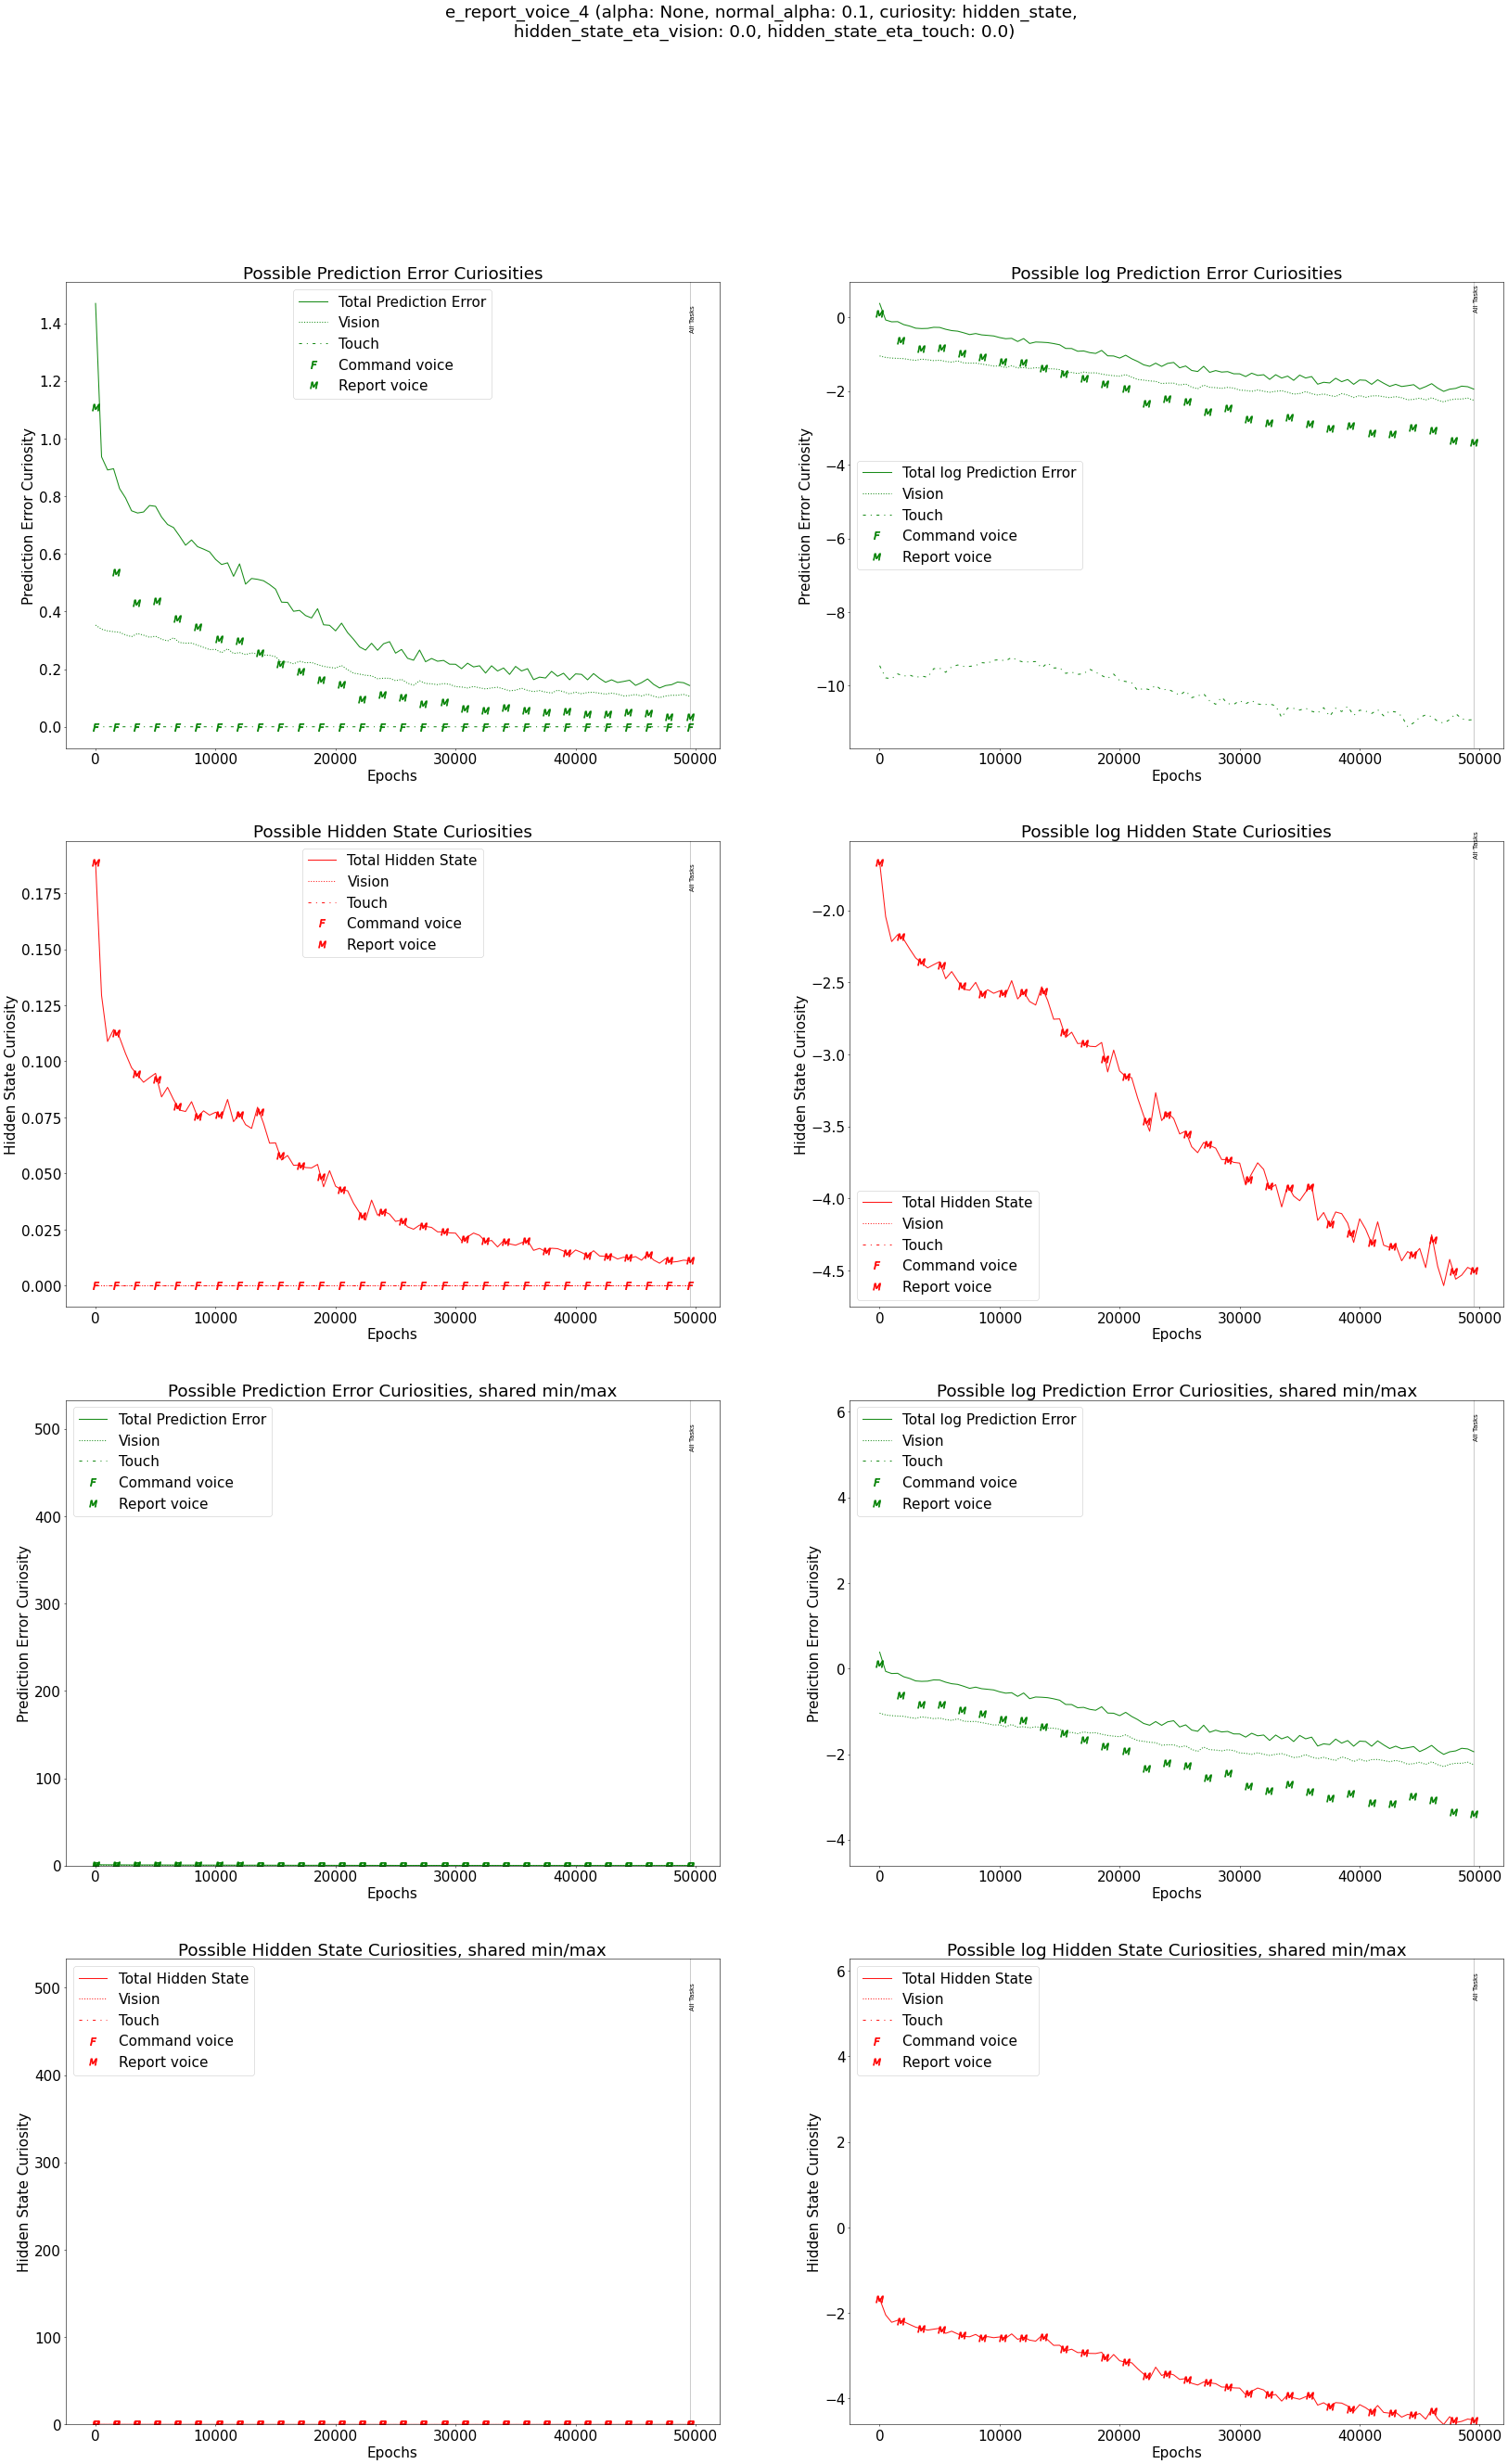 e_report_voice_4 (alpha: None, normal_alpha: 0.1, curiosity: hidden_state,
hidden_state_eta_vision: 0.0, hidden_state_eta_touch: 0.0)
Possible Prediction Error Curiosities
Prediction Error Curiosity
1.4
1.2
1.0
0.8
0.6
0.4
0.2
0.0
Total Prediction Error
Vision
Touch
F Command voice
M Report voice
All Tasks
0 10000 20000 30000 40000 50000
Epochs
Possible log Prediction Error Curiosities
Prediction Error Curiosity
0
−2
−4
−6
−8
−10
Total log Prediction Error
Vision
Touch
F Command voice
M Report voice
All Tasks
0 10000 20000 30000 40000 50000
Epochs
Possible Hidden State Curiosities
Hidden State Curiosity
0.175
0.150
0.125
0.100
0.075
0.050
0.025
0.000
Total Hidden State
Vision
Touch
F Command voice
M Report voice
All Tasks
0 10000 20000 30000 40000 50000
Epochs
Possible log Hidden State Curiosities
Hidden State Curiosity
−2.0
−2.5
−3.0
−3.5
−4.0
−4.5
Total Hidden State
Vision
Touch
F Command voice
M Report voice
All Tasks
0 10000 20000 30000 40000 50000
Epochs
Possible Prediction Error Curiosities, shared min/max
Prediction Error Curiosity
500
400
300
200
100
0
Total Prediction Error
Vision
Touch
F Command voice
M Report voice
All Tasks
0 10000 20000 30000 40000 50000
Epochs
Possible log Prediction Error Curiosities, shared min/max
Prediction Error Curiosity
6
4
2
0
−2
−4
Total log Prediction Error
Vision
Touch
F Command voice
M Report voice
All Tasks
0 10000 20000 30000 40000 50000
Epochs
Possible Hidden State Curiosities, shared min/max
Hidden State Curiosity
500
400
300
200
100
0
Total Hidden State
Vision
Touch
F Command voice
M Report voice
All Tasks
0 10000 20000 30000 40000 50000
Epochs
Possible log Hidden State Curiosities, shared min/max
Hidden State Curiosity
6
4
2
0
−2
−4
Total Hidden State
Vision
Touch
F Command voice
M Report voice
All Tasks
0 10000 20000 30000 40000 50000
Epochs